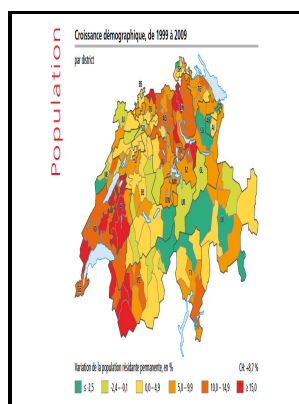 Population
Croissance démographique, de 1999 à 2009
par district
Variation de la population résidante permanente, en %
CH: +8,7 %
≤ -2,5
-2,4 – -0,1
0,0 – 4,9
5,0 – 9,9
10,0 – 14,9
≥ 15,0